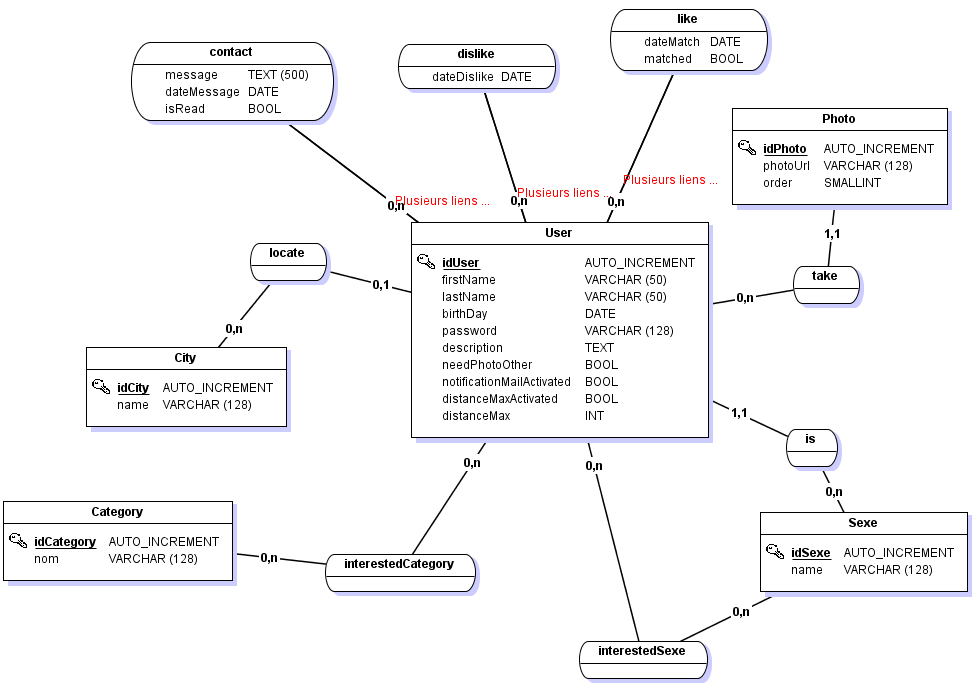 like
dateMatch DATE
matched BOOL
contact
message TEXT (500)
dateMessage DATE
isRead BOOL
dislike
dateDislike DATE
Photo
idPhoto AUTO_INCREMENT
photoUrl VARCHAR (128)
order SMALLINT
Plusieurs liens ...
0,n
Plusieurs liens ...
0,n
Plusieurs liens ...
0,n
1,1
User
idUser AUTO_INCREMENT
firstName VARCHAR (50)
lastName VARCHAR (50)
birthDay DATE
password VARCHAR (128)
description TEXT
needPhotoOther BOOL
notificationMailActivated BOOL
distanceMaxActivated BOOL
distanceMax INT
locate
0,1
0,n
take
0,n
City
idCity AUTO_INCREMENT
name VARCHAR (128)
1,1
is
0,n
0,n
0,n
Category
idCategory AUTO_INCREMENT
nom VARCHAR (128)
0,n
interestedCategory
Sexe
idSexe AUTO_INCREMENT
name VARCHAR (128)
0,n
interestedSexe